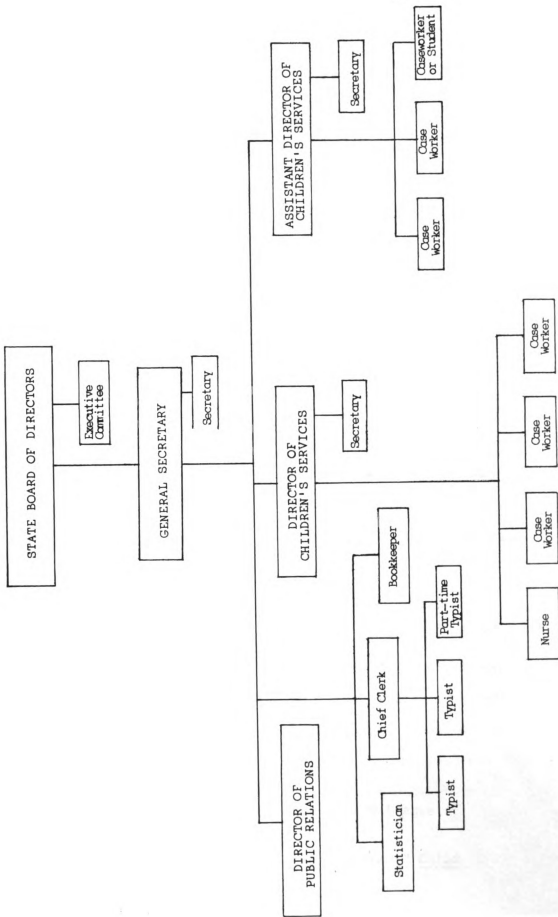 STATE BOARD OF DIRECTORS
Executive
Committee
GENERAL SECRETARY
Secretary
DIRECTOR OF
PUBLIC RELATIONS
DIRECTOR OF
CHILDREN'S SERVICES
Secretary
ASSISTANT DIRECTOR OF
CHILDREN'S SERVICES
Secretary
Statistician
Chief Clerk
Bookkeeper
Typist
Typist
Part-time
Typist
Nurse
Case
Worker
Case
Worker
Case
Worker
Case
Worker
Case
Worker
Caseworker
or Student